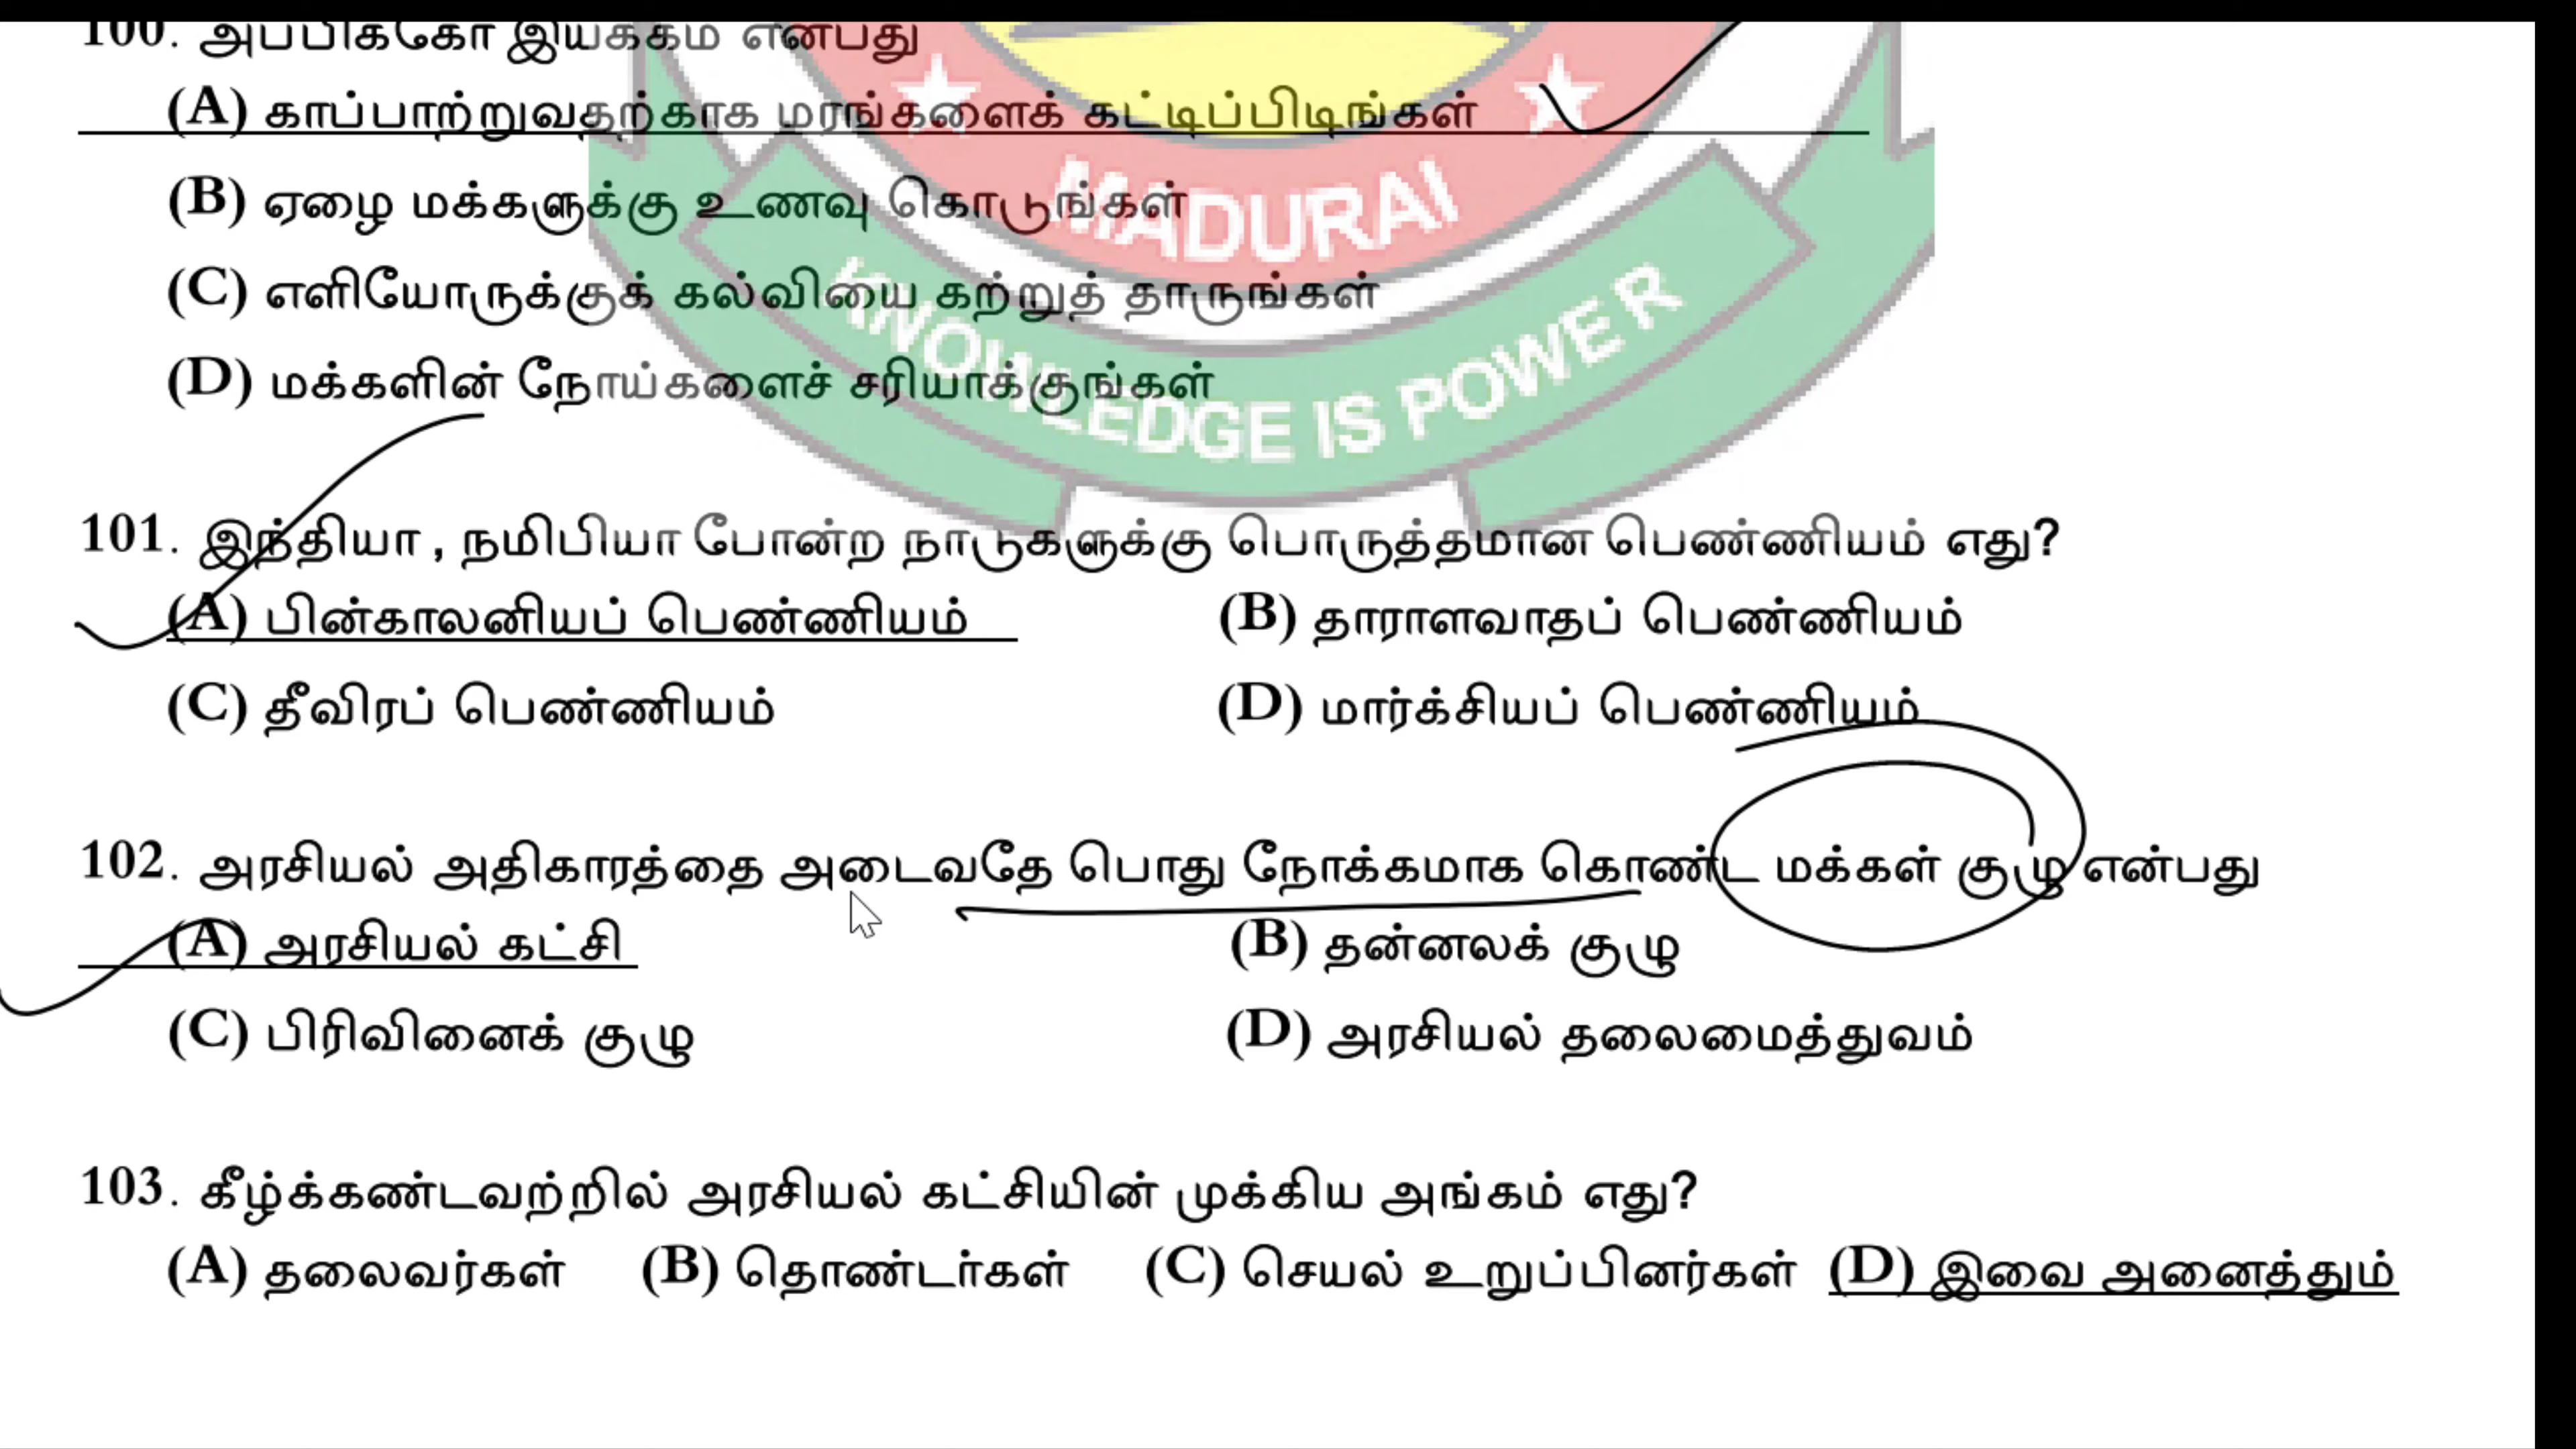 100. அப்பிக்கோ இயக்கம் என்பது
(A) காப்பாற்றுவதற்காக மரங்களைக் கட்டிப்பிடிங்கள்
(B) ஏழை மக்களுக்கு உணவு கொடுங்கள்
(C) எளியோருக்குக் கல்வியை கற்றுத் தாருங்கள்
(D) மக்களின் நோய்களைச் சரியாக்குங்கள்
MADURAI
KNOWLEDGE IS POWER
101. இந்தியா, நமிபியா போன்ற நாடுகளுக்கு பொருத்தமான பெண்ணியம் எது?
(A) பின்காலனியப் பெண்ணியம் (B) தாராளவாதப் பெண்ணியம்
(C) தீவிரப் பெண்ணியம் (D) மார்க்சியப் பெண்ணியம்
102. அரசியல் அதிகாரத்தை அடைவதே பொது நோக்கமாக கொண்ட மக்கள் குழு என்பது
(A) அரசியல் கட்சி (B) தன்னலக் குழு
(C) பிரிவினைக் குழு (D) அரசியல் தலைமைத்துவம்
103. கீழ்க்கண்டவற்றில் அரசியல் கட்சியின் முக்கிய அங்கம் எது?
(A) தலைவர்கள் (B) தொண்டர்கள் (C) செயல் உறுப்பினர்கள் (D) இவை அனைத்தும்